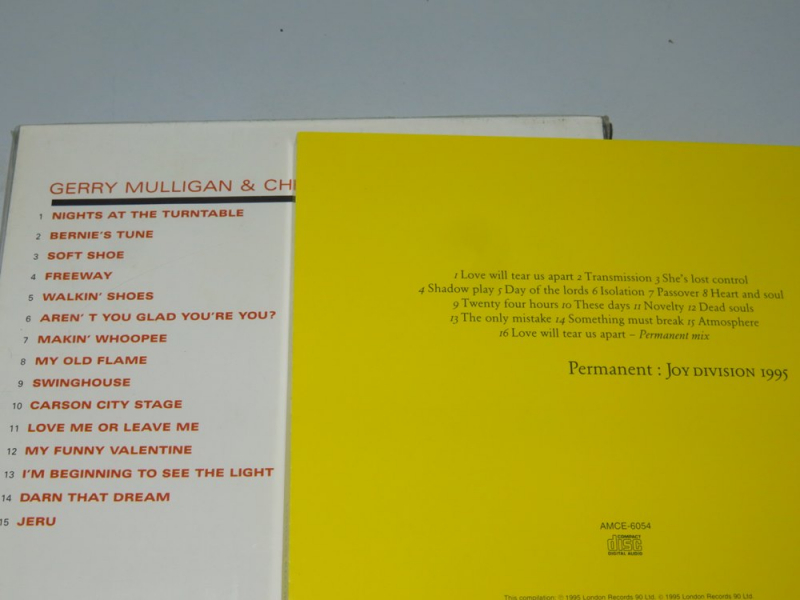 GERRY MULLIGAN & CH
1 NIGHTS AT THE TURNTABLE
2 BERNIE'S TUNE
3 SOFT SHOE
4 FREEWAY
5 WALKIN' SHOES
6 AREN' T YOU GLAD YOU'RE YOU?
7 MAKIN' WHOOPEE
8 MY OLD FLAME
9 SWINGHOUSE
10 CARSON CITY STAGE
11 LOVE ME OR LEAVE ME
12 MY FUNNY VALENTINE
13 I'M BEGINNING TO SEE THE LIGHT
14 DARN THAT DREAM
15 JERU
1 Love will tear us apart 2 Transmission 3 She's lost control
4 Shadow play 5 Day of the lords 6 Isolation 7 Passover 8 Heart and soul
9 Twenty four hours 10 These days 11 Novelty 12 Dead souls
13 The only mistake 14 Something must break 15 Atmosphere
16 Love will tear us apart – Permanent mix
Permanent : JOY DIVISION 1995
AMCE-6054
COMPACT
disc
DIGITAL AUDIO
This compilation: ℗ 1995 London Records 90 Ltd. © 1995 London Records 90 Ltd.